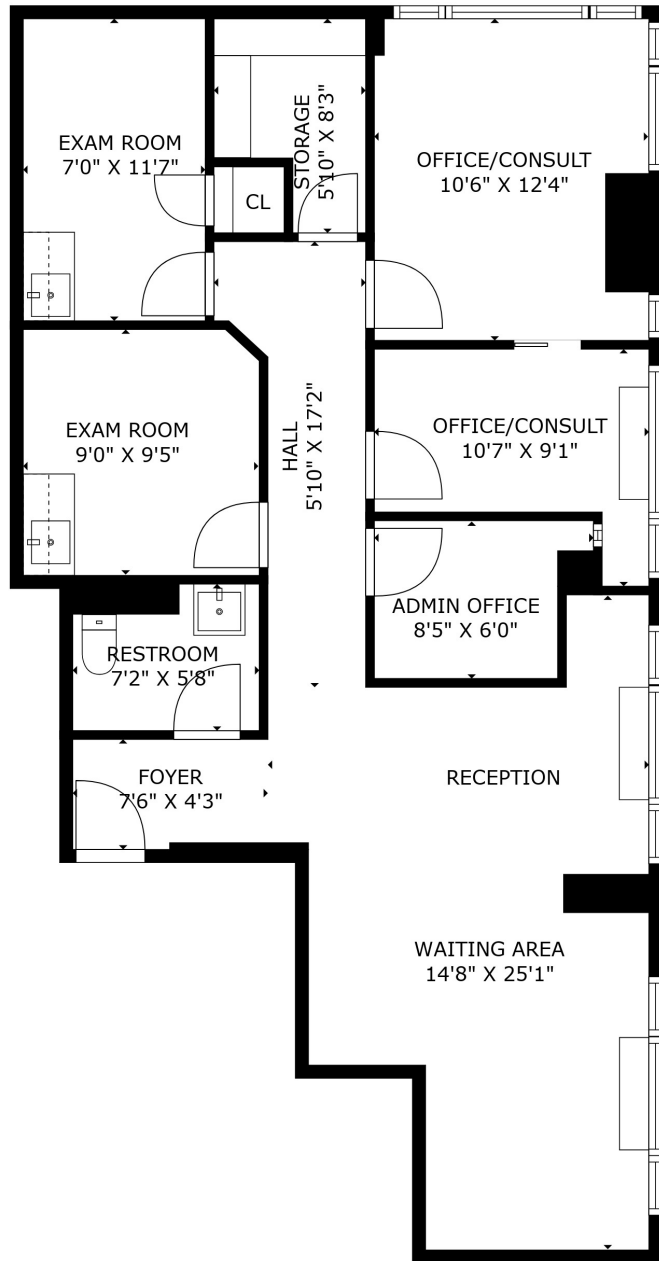 EXAM ROOM
7'0" X 11'7"
STORAGE
5'10" X 8'3"
OFFICE/CONSULT
10'6" X 12'4"
CL
EXAM ROOM
9'0" X 9'5"
HALL
5'10" X 17'2"
OFFICE/CONSULT
10'7" X 9'1"
ADMIN OFFICE
8'5" X 6'0"
RESTROOM
7'2" X 5'8"
FOYER
7'6" X 4'3"
RECEPTION
WAITING AREA
14'8" X 25'1"